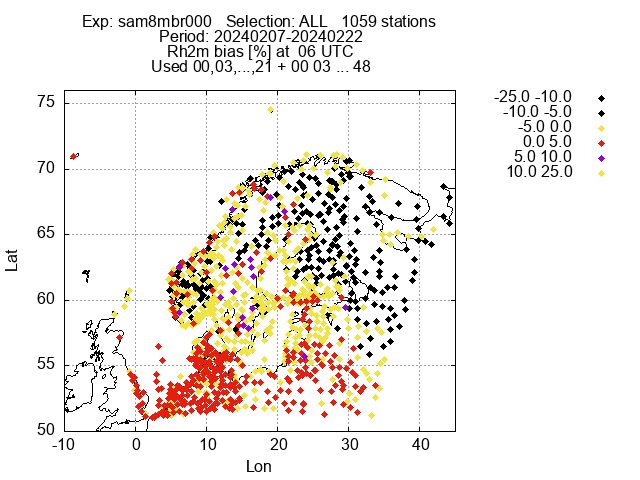 Exp: sam8mbr000 Selection: ALL 1059 stations
Period: 20240207-20240222
Rh2m bias [%] at 06 UTC
Used 00,03,...,21 + 00 03 ... 48
-25.0 -10.0
-10.0 -5.0
-5.0 0.0
0.0 5.0
5.0 10.0
10.0 25.0
75
70
65
60
55
50
Lat
-10 0 10 20 30 40
Lon